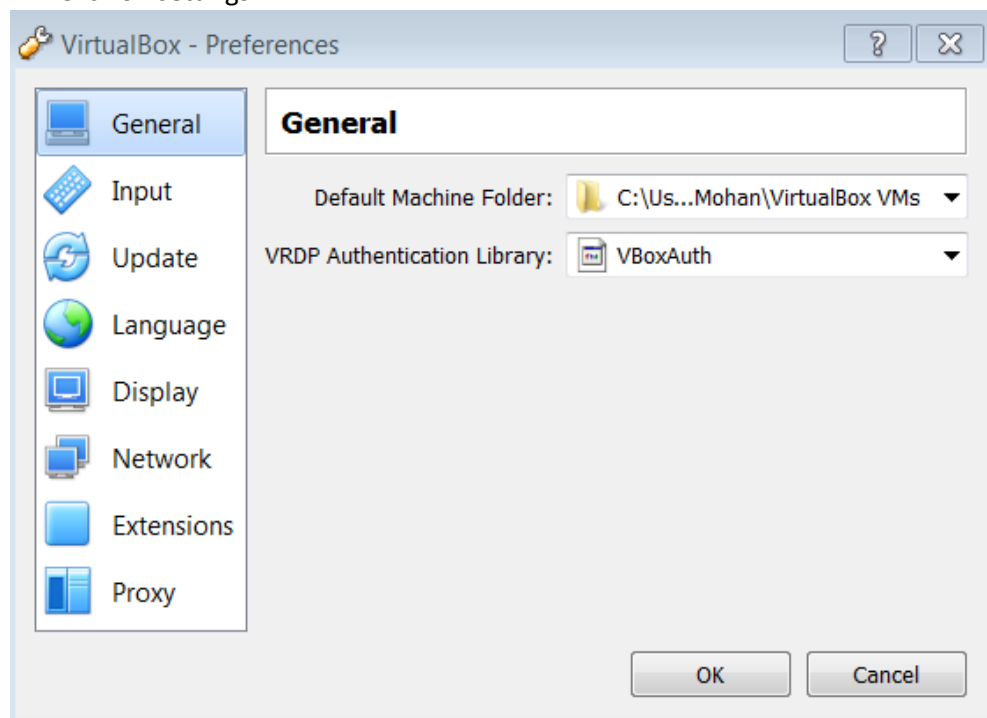 VirtualBox - Preferences
General
General
Input
Default Machine Folder: C:\Us...Mohan\VirtualBox VMs
Update
VRDP Authentication Library: VBoxAuth
Language
Display
Network
Extensions
Proxy
OK Cancel